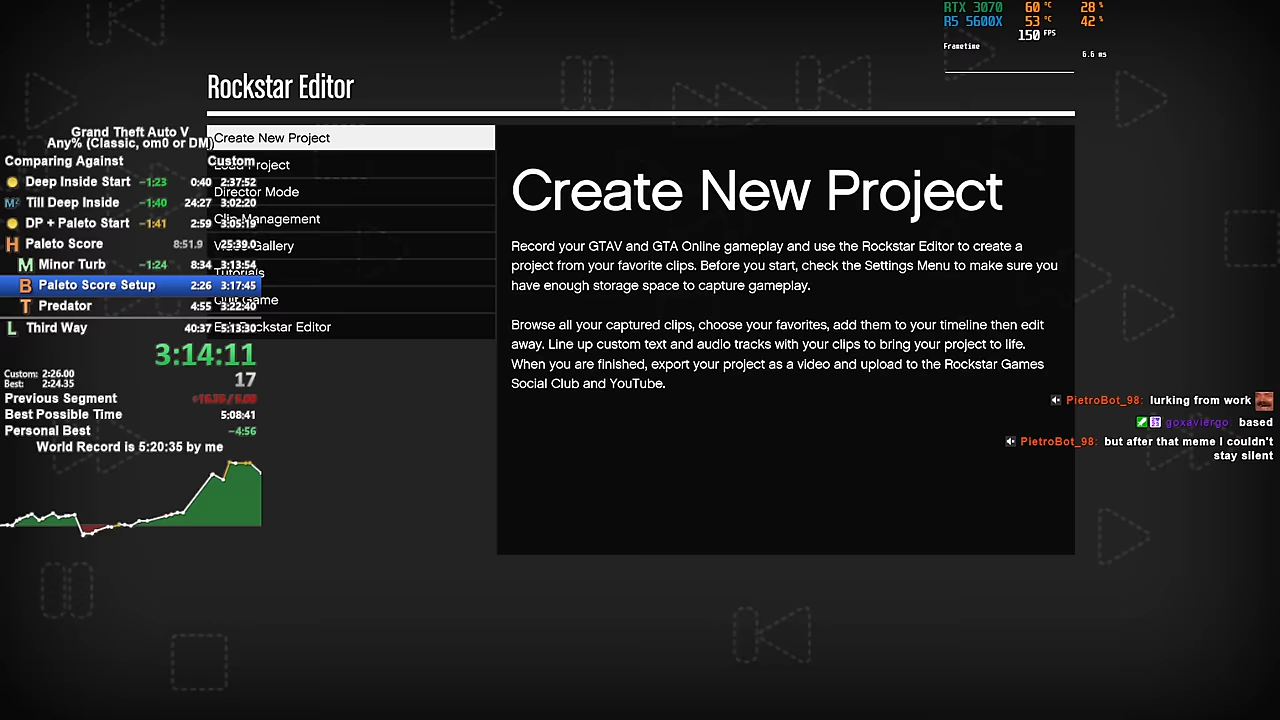 RTX 3070 60 °C 28 %
R5 5600X 53 °C 42 %
150 FPS
Frametime
6.6 ms
Rockstar Editor
Grand Theft Auto V
Any% (Classic, om0 or DM)
Comparing Against Custom
Deep Inside Start −1:23 0:40 2:37:52
Till Deep Inside −1:40 24:27 3:02:20
DP + Paleto Start −1:41 2:59 3:05:19
Paleto Score 8:51.9 25:39.0
Minor Turb −1:24 8:34 3:13:54
Paleto Score Setup 2:26 3:17:45
Predator 4:55 3:22:40
Third Way 40:37 5:13:30
3:14:11
Custom: 2:26.00
Best: 2:24.35
17
Previous Segment
Best Possible Time 5:08:41
Personal Best −4:56
World Record is 5:20:35 by me
Create New Project
Project
Director Mode
Clip Management
Gallery
Tutorials
Game
Rockstar Editor
Create New Project
Record your GTAV and GTA Online gameplay and use the Rockstar Editor to create a
project from your favorite clips. Before you start, check the Settings Menu to make sure you
have enough storage space to capture gameplay.
Browse all your captured clips, choose your favorites, add them to your timeline then edit
away. Line up custom text and audio tracks with your clips to bring your project to life.
When you are finished, export your project as a video and upload to the Rockstar Games
Social Club and YouTube.
PietroBot_98: lurking from work
goxaviergo based
PietroBot_98: but after that meme I couldn't
stay silent